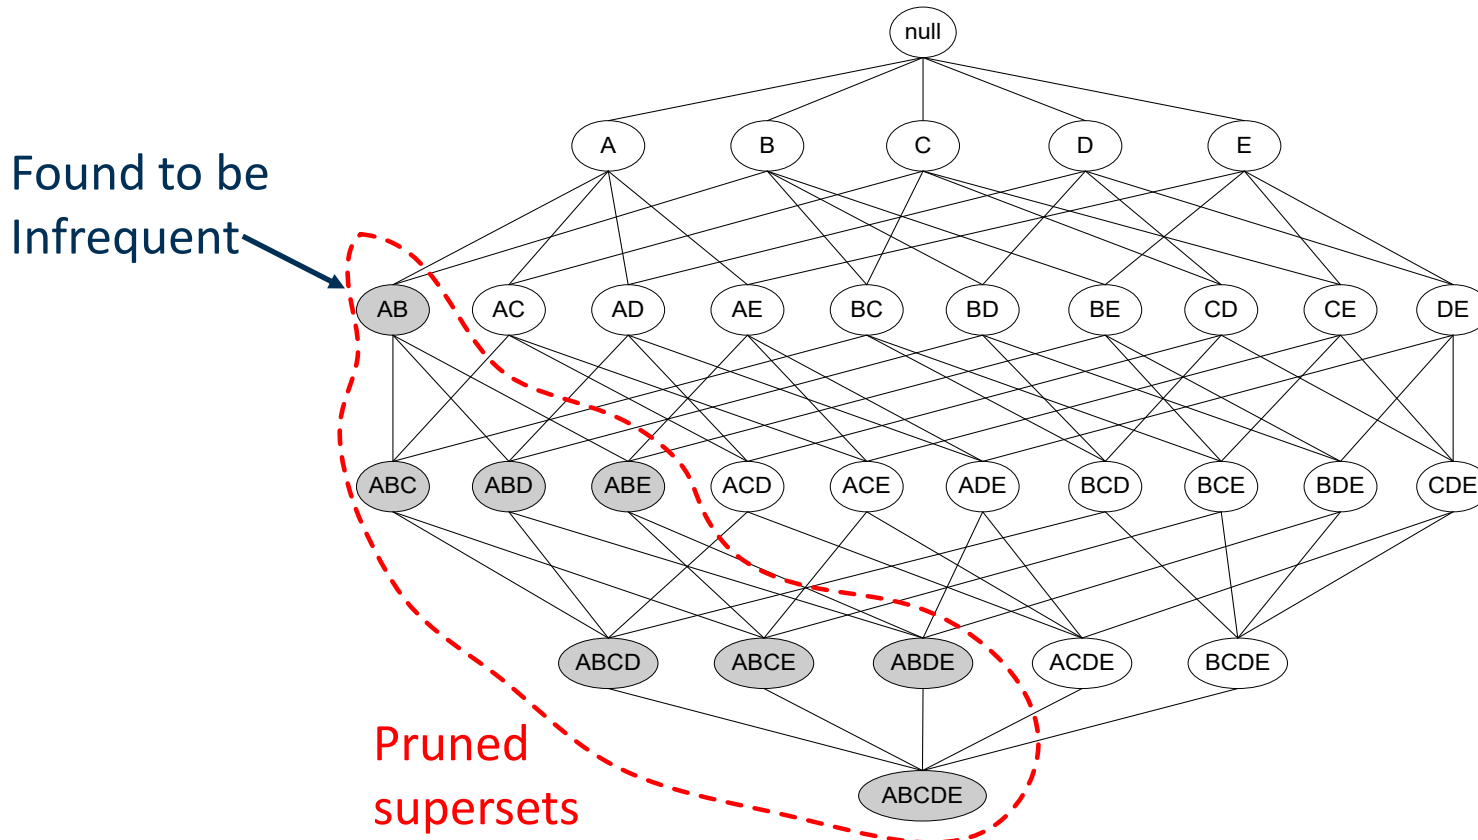 null
A B C D E
Found to be
Infrequent
AB AC AD AE BC BD BE CD CE DE
ABC ABD ABE ACD ACE ADE BCD BCE BDE CDE
ABCD ABCE ABDE ACDE BCDE
Pruned
supersets
ABCDE